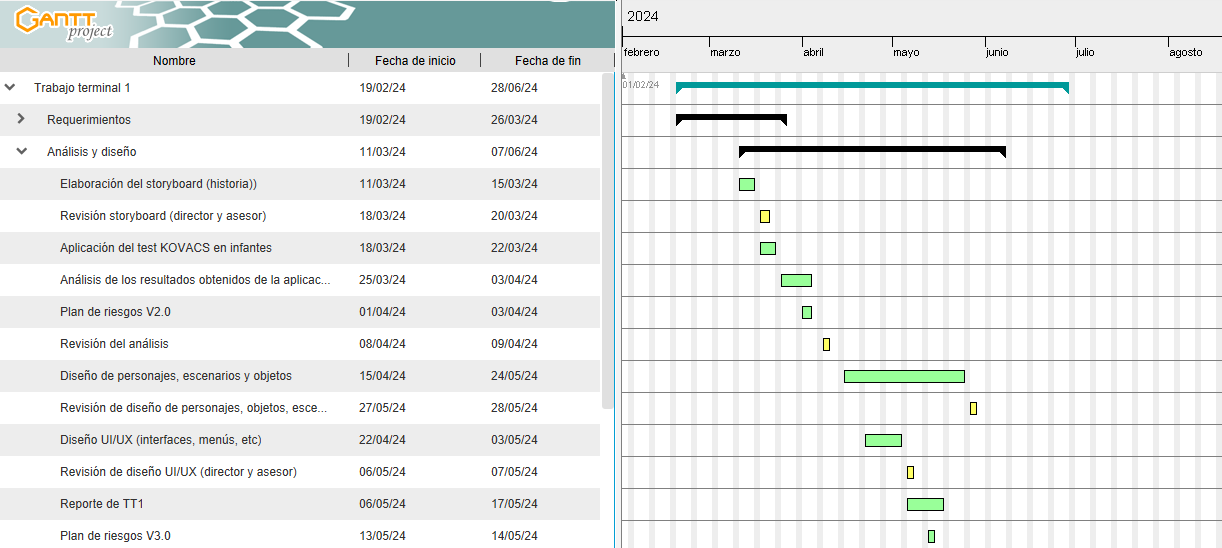 GANTT
project
2024
febrero marzo abril mayo junio julio agosto
Nombre Fecha de inicio Fecha de fin
01/02/24
Trabajo terminal 1 19/02/24 28/06/24
Requerimientos 19/02/24 26/03/24
Análisis y diseño 11/03/24 07/06/24
Elaboración del storyboard (historia)) 11/03/24 15/03/24
Revisión storyboard (director y asesor) 18/03/24 20/03/24
Aplicación del test KOVACS en infantes 18/03/24 22/03/24
Análisis de los resultados obtenidos de la aplicac... 25/03/24 03/04/24
Plan de riesgos V2.0 01/04/24 03/04/24
Revisión del análisis 08/04/24 09/04/24
Diseño de personajes, escenarios y objetos 15/04/24 24/05/24
Revisión de diseño de personajes, objetos, esce... 27/05/24 28/05/24
Diseño UI/UX (interfaces, menús, etc) 22/04/24 03/05/24
Revisión de diseño UI/UX (director y asesor) 06/05/24 07/05/24
Reporte de TT1 06/05/24 17/05/24
Plan de riesgos V3.0 13/05/24 14/05/24